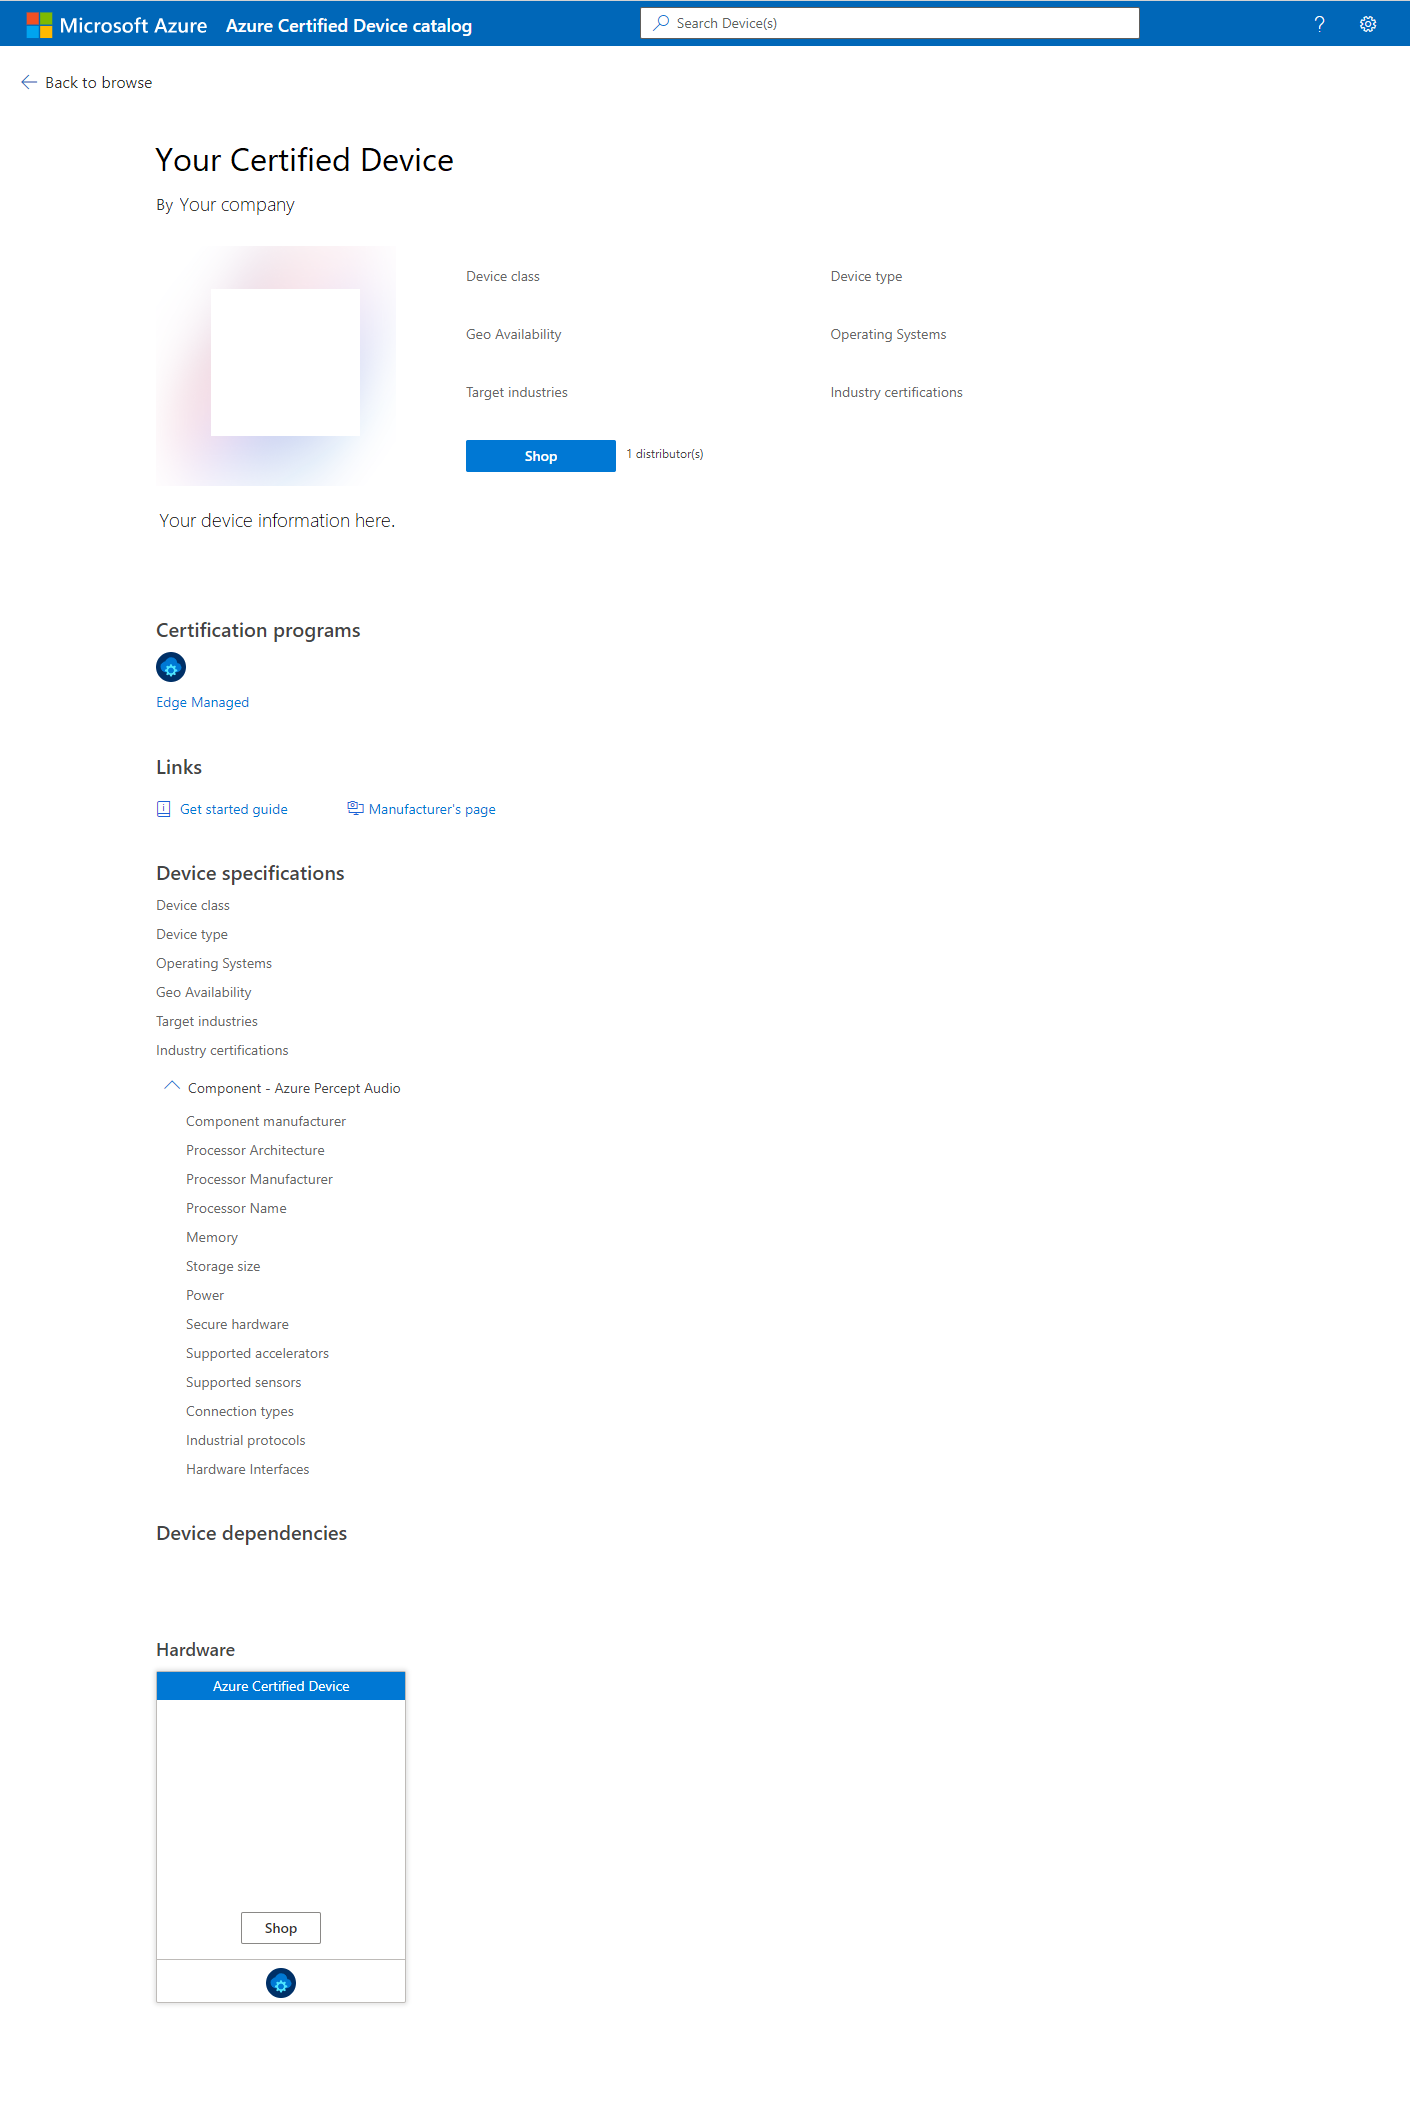 Microsoft Azure Azure Certified Device catalog Search Device(s) ?
Back to browse
Your Certified Device
By Your company
Device class Device type
Geo Availability Operating Systems
Target industries Industry certifications
Shop 1 distributor(s)
Your device information here.
Certification programs
Edge Managed
Links
Get started guide Manufacturer's page
Device specifications
Device class
Device type
Operating Systems
Geo Availability
Target industries
Industry certifications
Component - Azure Percept Audio
Component manufacturer
Processor Architecture
Processor Manufacturer
Processor Name
Memory
Storage size
Power
Secure hardware
Supported accelerators
Supported sensors
Connection types
Industrial protocols
Hardware Interfaces
Device dependencies
Hardware
Azure Certified Device
Shop